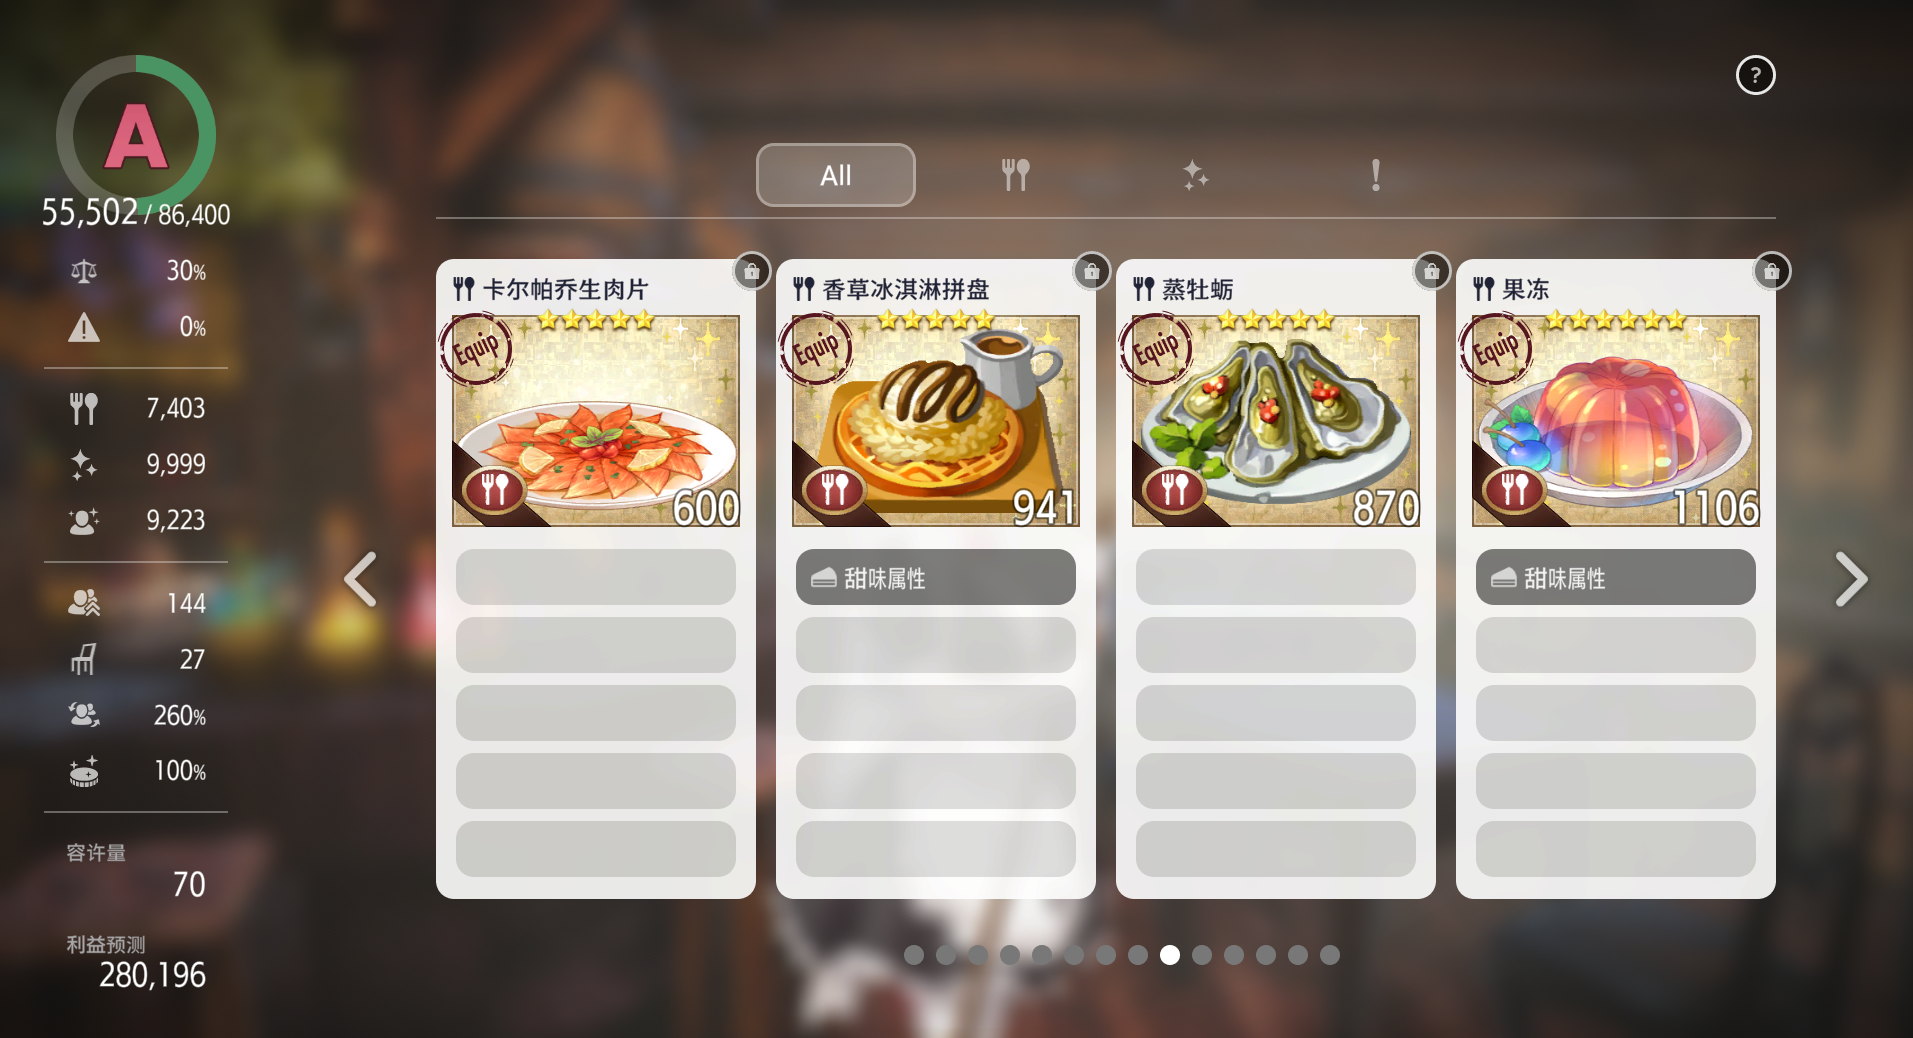 A
55,502 / 86,400
30%
0%
7,403
9,999
9,223
144
27
260%
100%
容许量
70
利益预测
280,196
?
All
卡尔帕乔生肉片
Equip
600
香草冰淇淋拼盘
Equip
941
甜味属性
蒸牡蛎
Equip
870
果冻
Equip
1106
甜味属性